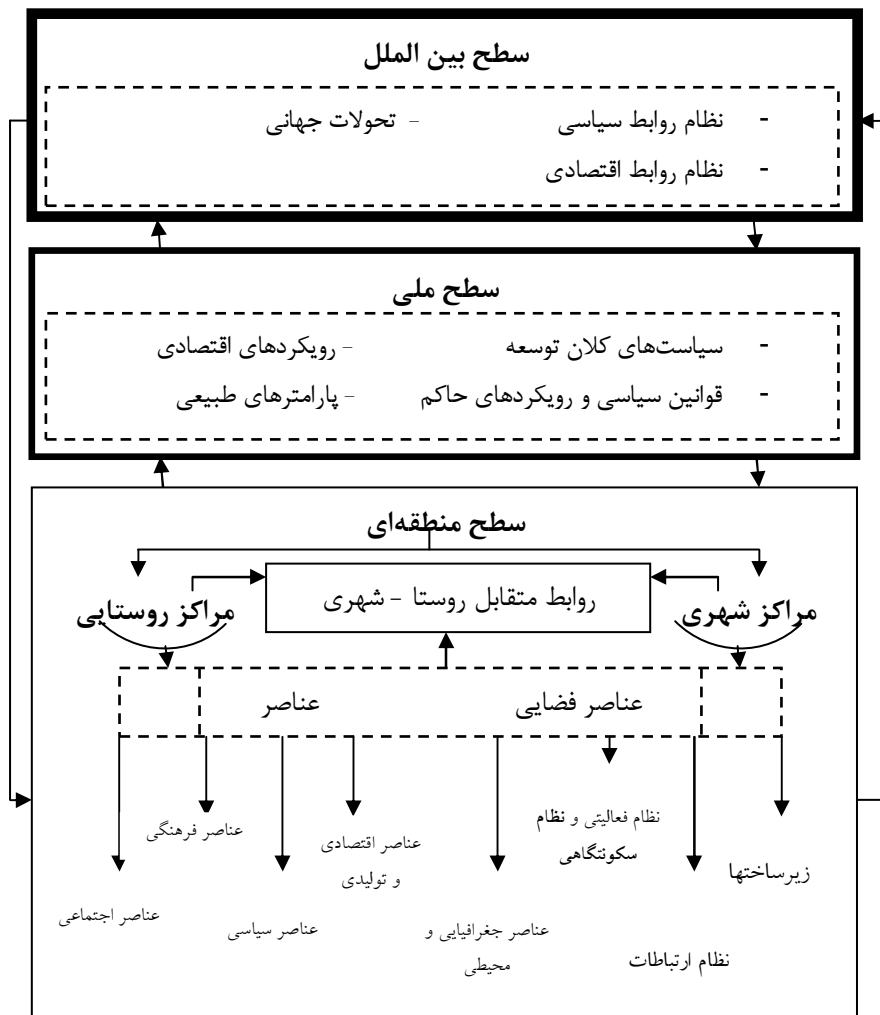 سطح بین الملل
- نظام روابط سیاسی – تحولات جهانی
- نظام روابط اقتصادی
سطح ملی
- سیاست‌های کلان توسعه – رویکردهای اقتصادی
- قوانین سیاسی و رویکردهای حاکم – پارامترهای طبیعی
سطح منطقه‌ای
مراکز شهری
روابط متقابل روستا – شهری
مراکز روستایی
عناصر فضایی
عناصر
زیرساختها
نظام ارتباطات
نظام فعالیتی و نظام
سکونتگاهی
عناصر جغرافیایی و
محیطی
عناصر اقتصادی
و تولیدی
عناصر سیاسی
عناصر فرهنگی
عناصر اجتماعی